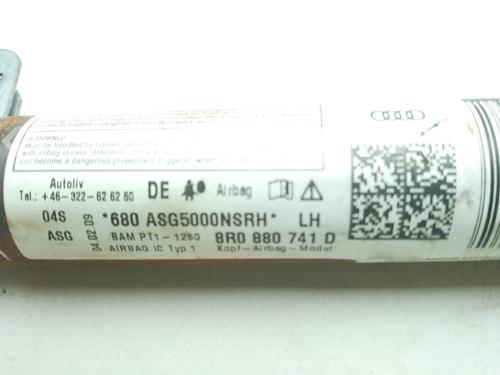 WARNING!
Must be handled by trained personnel
with airbag in cars. Attention
can become a dangerous projectile if triggered when
Autoliv
Tel.: +46-322-62 62 60
DE
Airbag
04S
*680 ASG5000NSRH*
LH
ASG
04.02.09
BAM PT1-1260
8R0 880 741 D
AIRBAG IC Typ 1
Kopf-Airbag-Modul